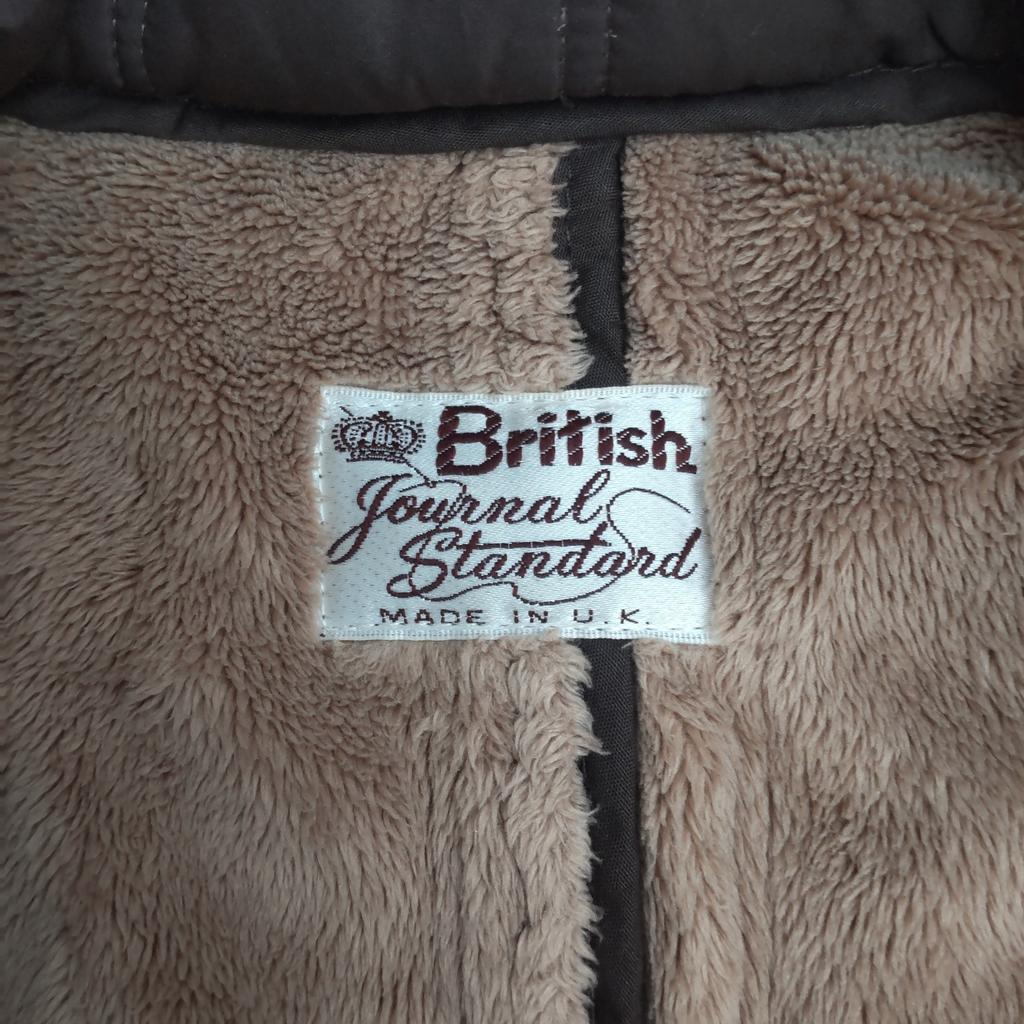 British
Journal
Standard
MADE IN U.K.